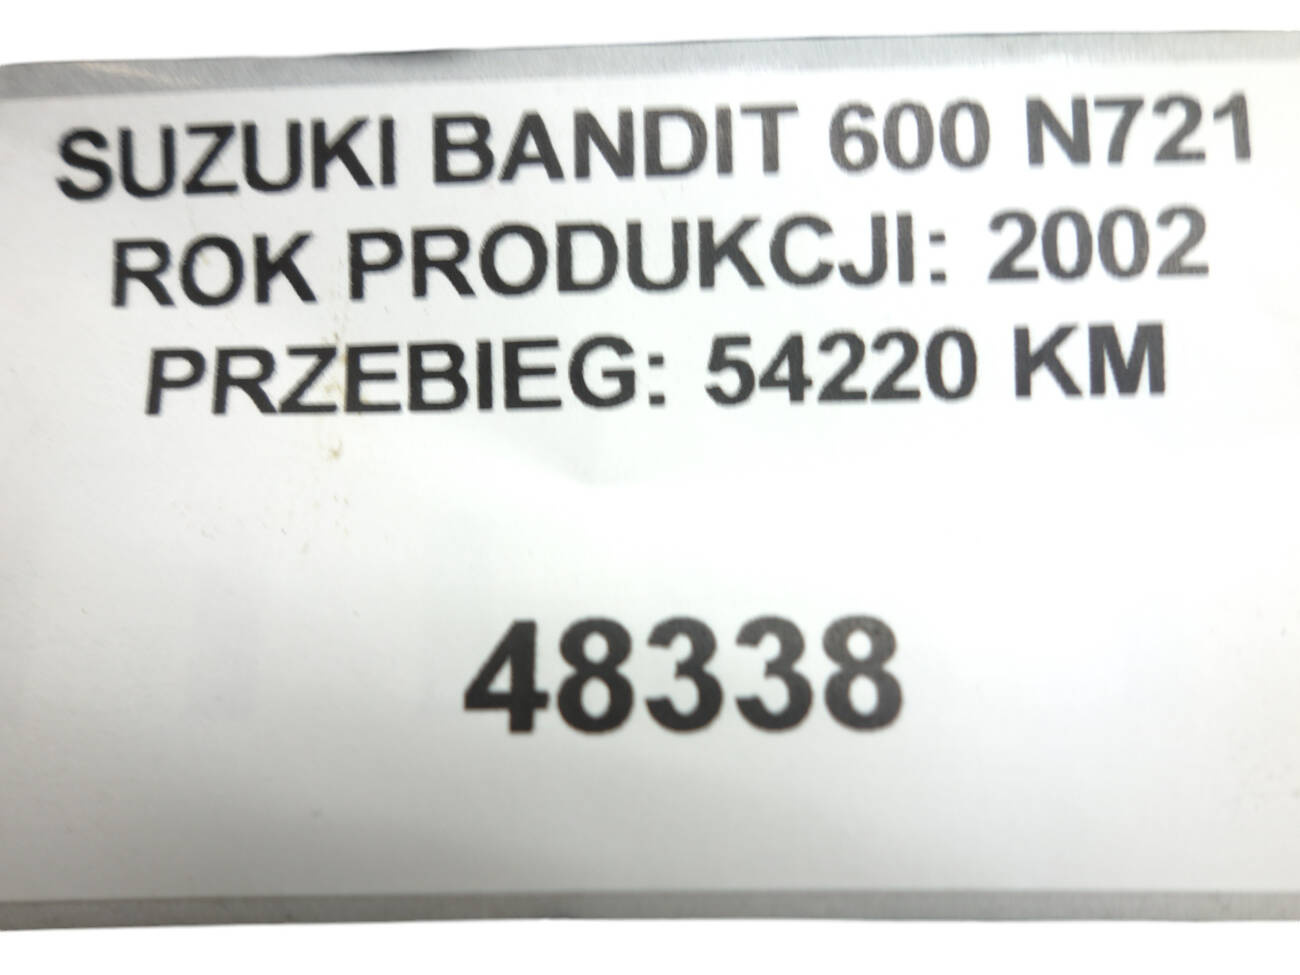 SUZUKI BANDIT 600 N721
ROK PRODUKCJI: 2002
PRZEBIEG: 54220 KM
48338